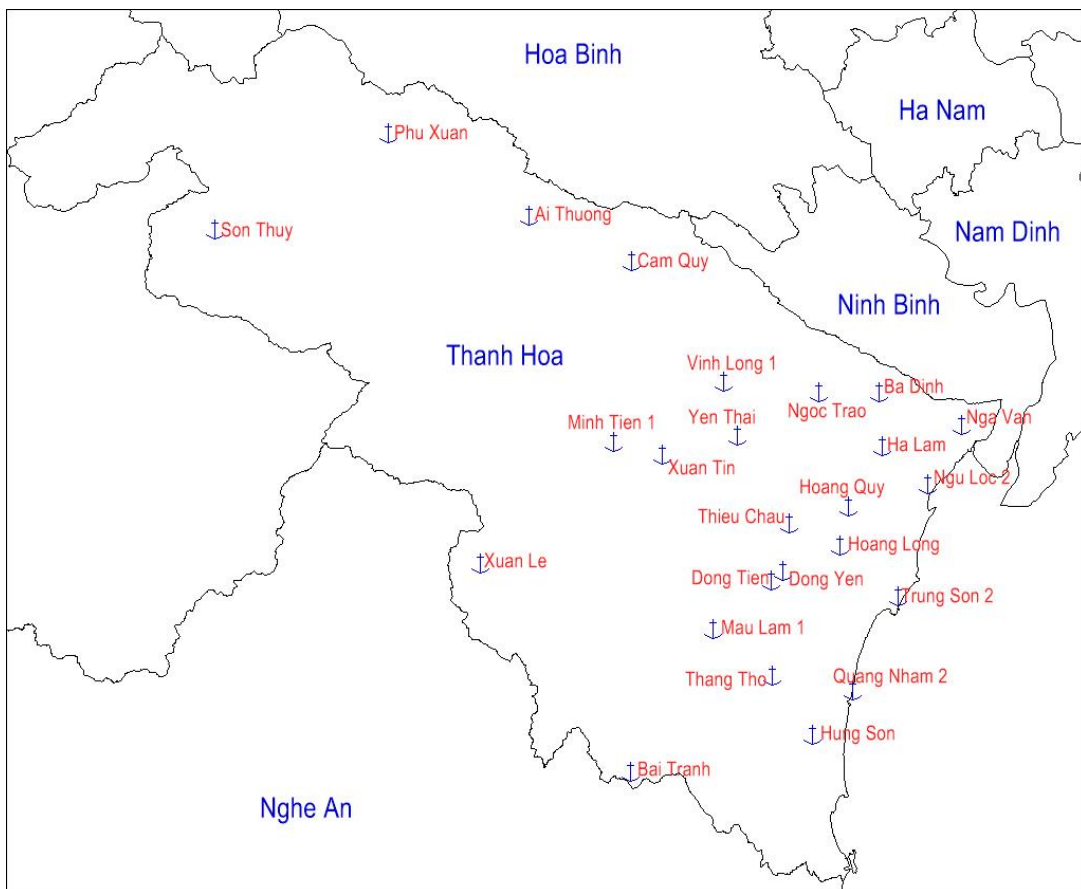 Hoa Binh
Ha Nam
Phu Xuan
Ai Thuong
Son Thuy
Nam Dinh
Cam Quy
Ninh Binh
Thanh Hoa
Vinh Long 1
Ba Dinh
Ngoc Trao
Minh Tien 1
Yen Thai
Nga Van
Ha Lam
Xuan Tin
Ngu Loc 2
Hoang Quy
Thieu Chau
Hoang Long
Xuan Le
Dong Tien
Dong Yen
Trung Son 2
Mau Lam 1
Thang Tho
Quang Nham 2
Hung Son
Bai Tranh
Nghe An